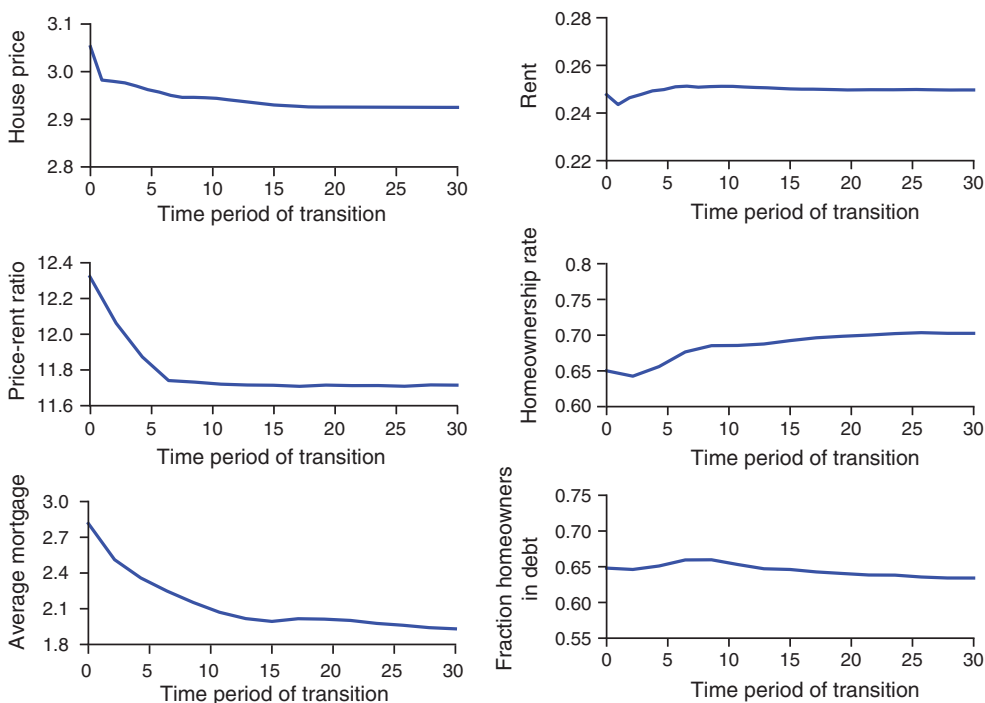 House price
3.1
3.0
2.9
2.8
0 5 10 15 20 25 30
Time period of transition
Rent
0.28
0.26
0.24
0.22
0 5 10 15 20 25 30
Time period of transition
Price-rent ratio
12.4
12.2
12.0
11.8
11.6
0 5 10 15 20 25 30
Time period of transition
Homeownership rate
0.8
0.75
0.70
0.65
0.60
0 5 10 15 20 25 30
Time period of transition
Average mortgage
3.0
2.7
2.4
2.1
1.8
0 5 10 15 20 25 30
Time period of transition
Fraction homeowners
in debt
0.75
0.70
0.65
0.60
0.55
0 5 10 15 20 25 30
Time period of transition